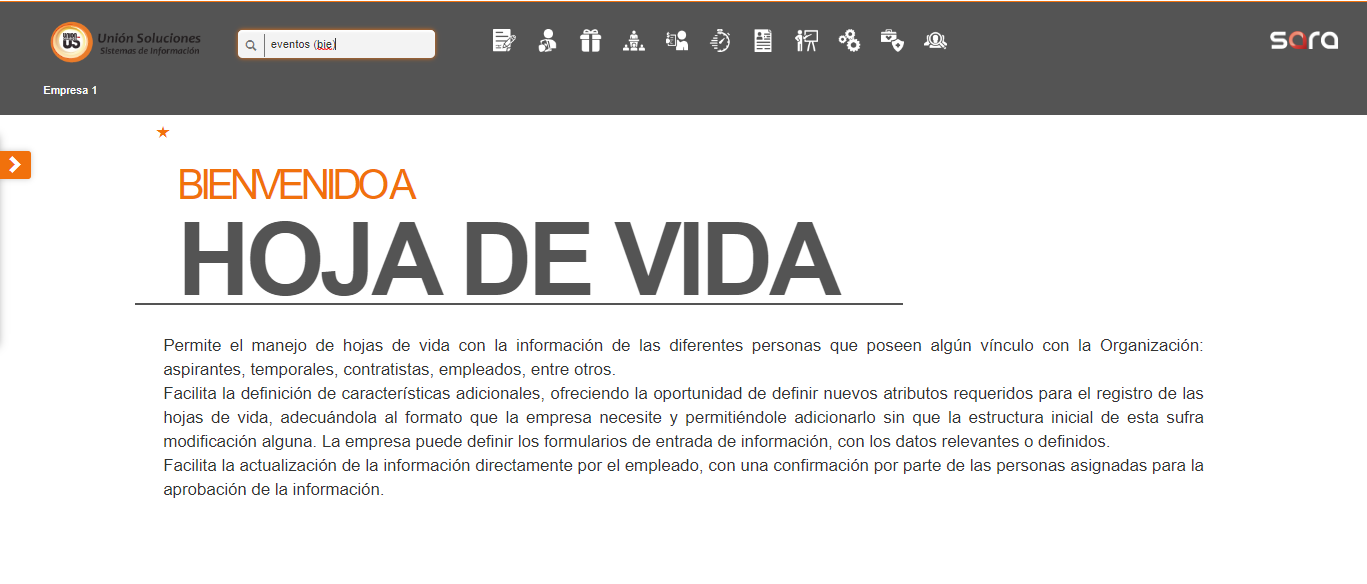 Unión Soluciones
Sistemas de Información
eventos (bie)
sara
Empresa 1
BIENVENIDO A
HOJA DE VIDA
Permite el manejo de hojas de vida con la información de las diferentes personas que poseen algún vínculo con la Organización:
aspirantes, temporales, contratistas, empleados, entre otros.
Facilita la definición de características adicionales, ofreciendo la oportunidad de definir nuevos atributos requeridos para el registro de las
hojas de vida, adecuándola al formato que la empresa necesite y permitiéndole adicionarlo sin que la estructura inicial de esta sufra
modificación alguna. La empresa puede definir los formularios de entrada de información, con los datos relevantes o definidos.
Facilita la actualización de la información directamente por el empleado, con una confirmación por parte de las personas asignadas para la
aprobación de la información.